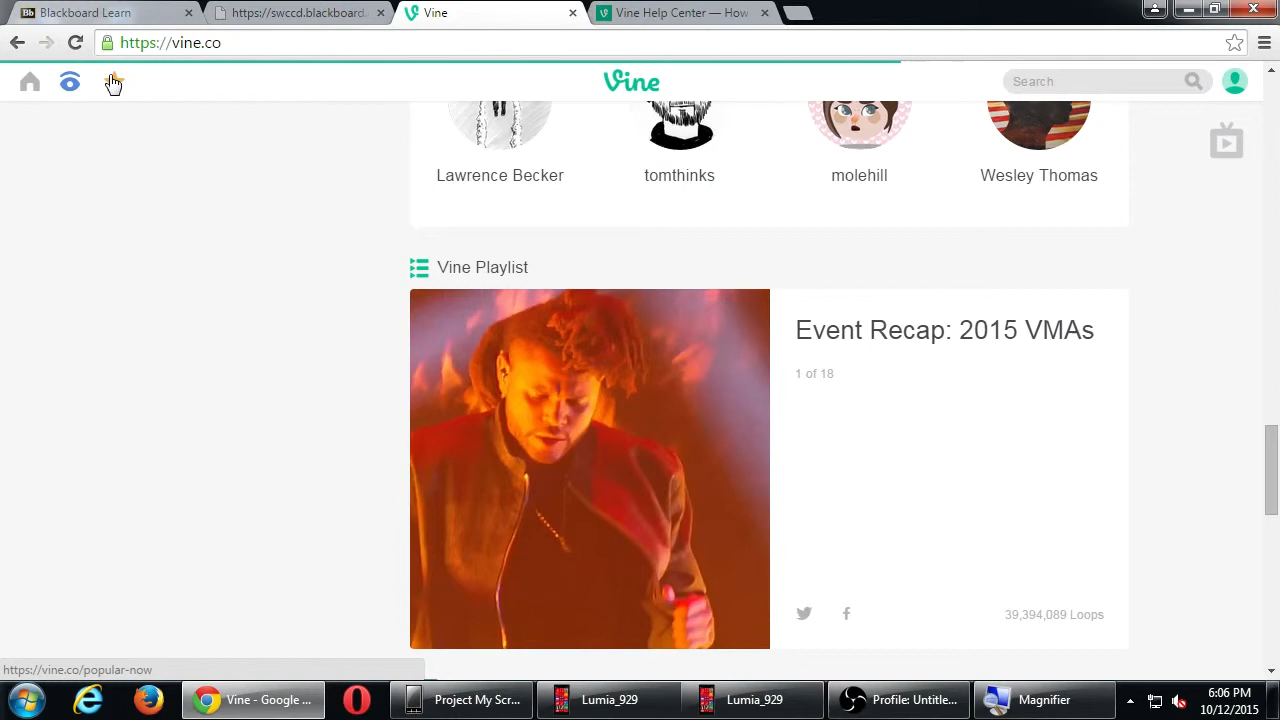 Blackboard Learn
https://swccd.blackboard.
Vine
Vine Help Center — How
https://vine.co
Vine
Search
Lawrence Becker
tomthinks
molehill
Wesley Thomas
Vine Playlist
Event Recap: 2015 VMAs
1 of 18
39,394,089 Loops
https://vine.co/popular-now
Vine - Google ...
Project My Scr...
Lumia_929
Lumia_929
Profile: Untitle...
Magnifier
6:06 PM
10/12/2015